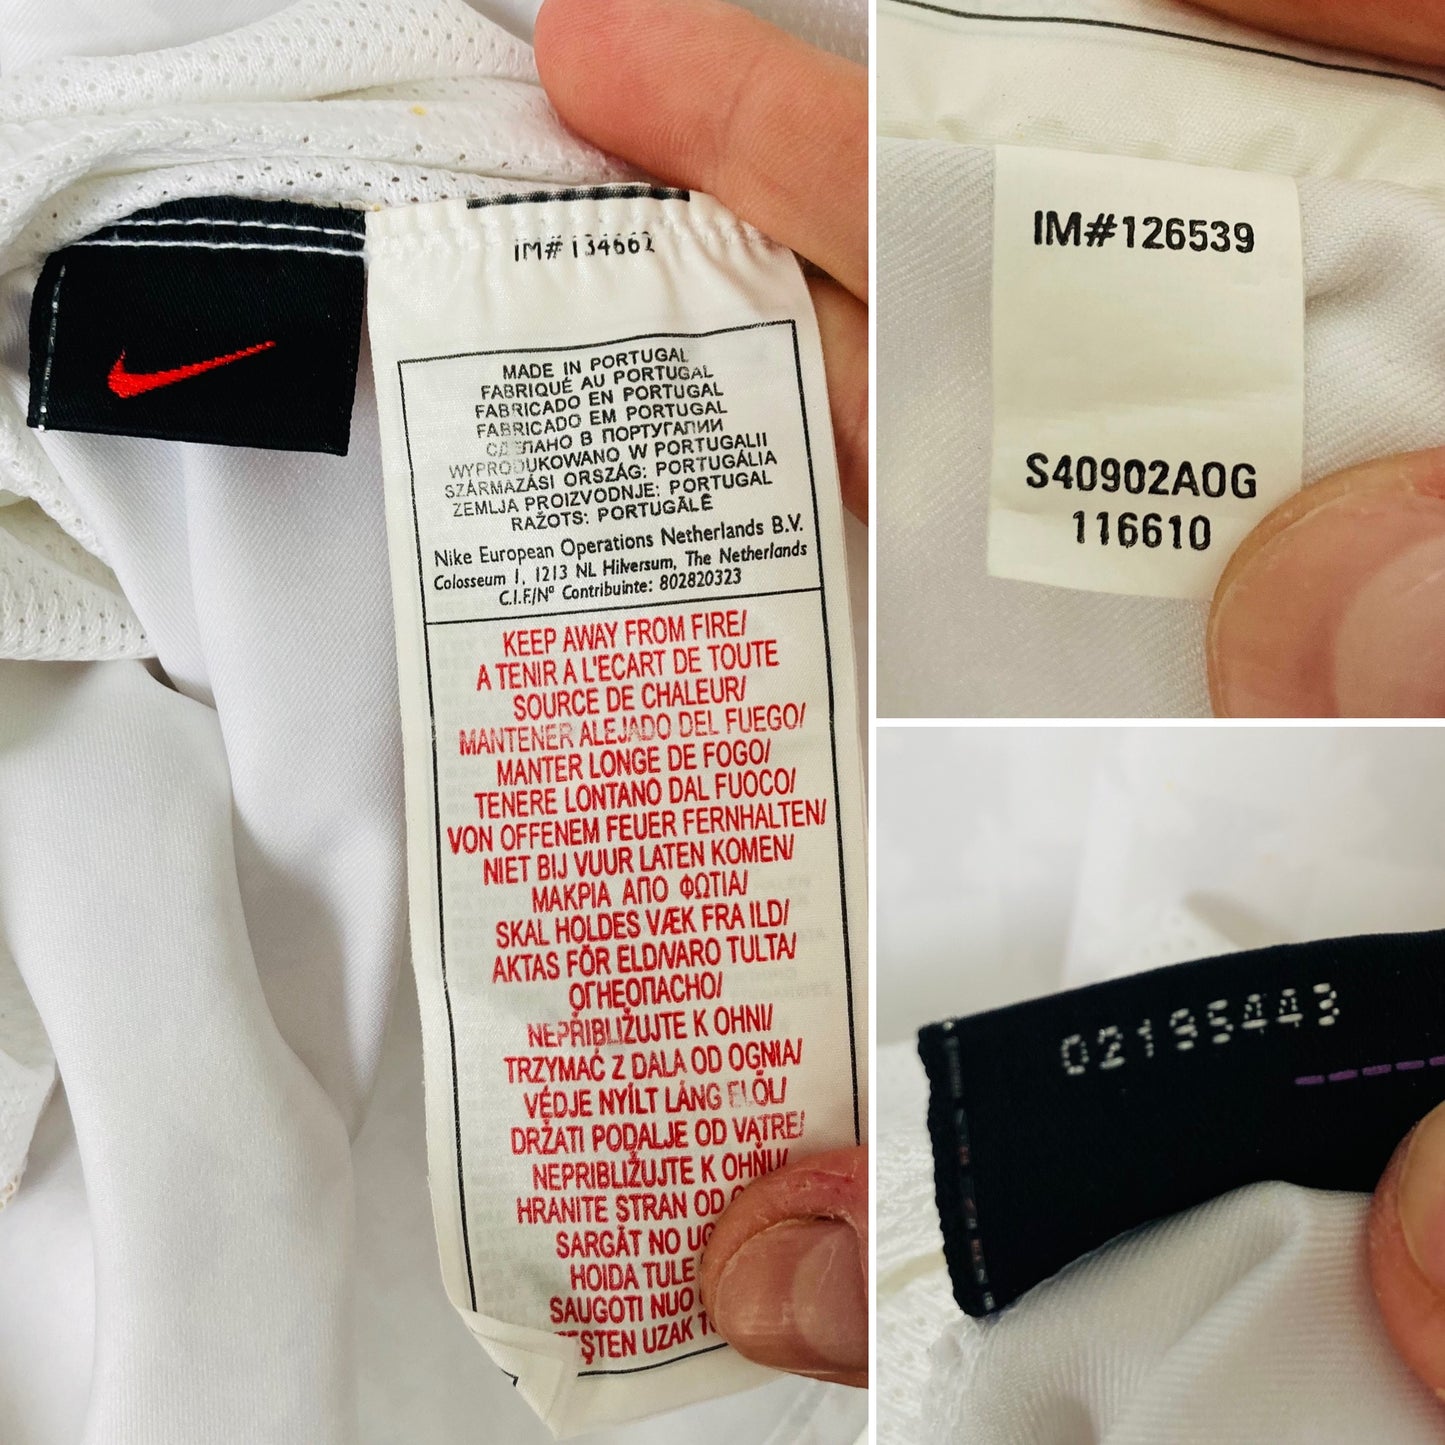 IM# 134662
MADE IN PORTUGAL
FABRIQUÉ AU PORTUGAL
FABRICADO EN PORTUGAL
FABRICADO EM PORTUGAL
СДЕЛАНО В ПОРТУГАЛИИ
WYPRODUKOWANO W PORTUGALII
SZÁRMAZÁSI ORSZÁG: PORTUGÁLIA
ZEMLJA PROIZVODNJE: PORTUGAL
RAŽOTS: PORTUGĀLĒ
Nike European Operations Netherlands B.V.
Colosseum 1, 1213 NL Hilversum, The Netherlands
C.I.F./Nº Contribuinte: 802820323
KEEP AWAY FROM FIRE/
A TENIR A L'ECART DE TOUTE
SOURCE DE CHALEUR/
MANTENER ALEJADO DEL FUEGO/
MANTER LONGE DE FOGO/
TENERE LONTANO DAL FUOCO/
VON OFFENEM FEUER FERNHALTEN/
NIET BIJ VUUR LATEN KOMEN/
ΜΑΚΡΙΑ ΑΠΟ ΦΩΤΙΑ/
SKAL HOLDES VÆK FRA ILD/
AKTAS FÖR ELD/VARO TULTA/
ОГНЕОПАСНО/
NEPŘIBLIŽUJTE K OHNI/
TRZYMAĆ Z DALA OD OGNIA/
VÉDJE NYÍLT LÁNG ELŐL/
DRŽATI PODALJE OD VATRE/
NEPRIBLIŽUJTE K OHŇU/
HRANITE STRAN OD
SARGĀT NO
HOIDA TULE
SAUGOTI NUO
UZAK
IM#126539
S40902AOG
116610
02195443